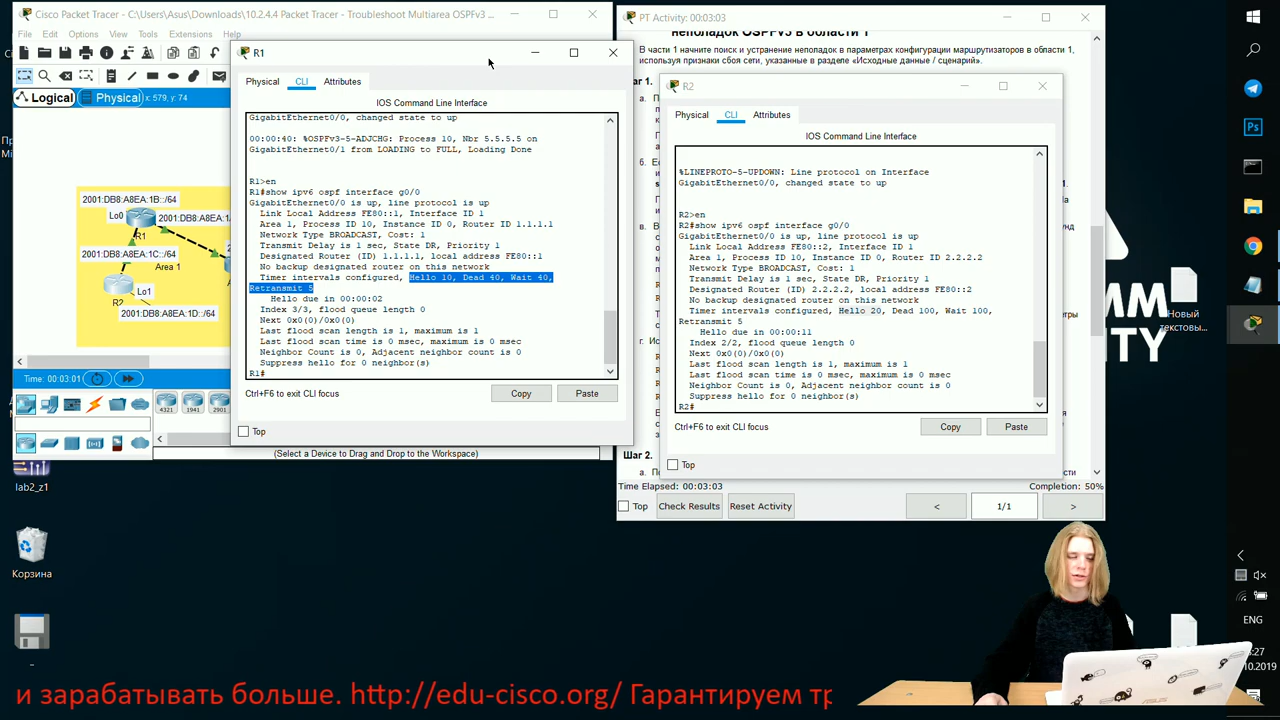 Cisco Packet Tracer - C:\Users\Asus\Downloads\10.2.4.4 Packet Tracer - Troubleshoot Multiarea OSPFv3 ...
File Edit Options View Tools Extensions
Logical Physical x: 579, y: 74
2001:DB8:A8EA:1B::/64
Lo0
2001:DB8:A8EA:
R1
2001:DB8:A8EA:1C::/64
Area 1
Lo1
R2
2001:DB8:A8EA:1D::/64
Time: 00:03:01
4321 1941 2901
(Select a Device to Drag and Drop to the Workspace)
R1
Physical CLI Attributes
IOS Command Line Interface
GigabitEthernet0/0, changed state to up
00:00:40: %OSPFv3-5-ADJCHG: Process 10, Nbr 5.5.5.5 on
GigabitEthernet0/1 from LOADING to FULL, Loading Done
R1>en
R1#show ipv6 ospf interface g0/0
GigabitEthernet0/0 is up, line protocol is up
Link Local Address FE80::1, Interface ID 1
Area 1, Process ID 10, Instance ID 0, Router ID 1.1.1.1
Network Type BROADCAST, Cost: 1
Transmit Delay is 1 sec, State DR, Priority 1
Designated Router (ID) 1.1.1.1, local address FE80::1
No backup designated router on this network
Timer intervals configured, Hello 10, Dead 40, Wait 40,
Retransmit 5
Hello due in 00:00:02
Index 3/3, flood queue length 0
Next 0x0(0)/0x0(0)
Last flood scan length is 1, maximum is 1
Last flood scan time is 0 msec, maximum is 0 msec
Neighbor Count is 0, Adjacent neighbor count is 0
Suppress hello for 0 neighbor(s)
R1#
Ctrl+F6 to exit CLI focus
Copy Paste
Top
PT Activity: 00:03:03
неполадок OSPFv3 в области 1
В части 1 начните поиск и устранение неполадок в параметрах конфигурации маршрутизаторов в области 1,
используя признаки сбоя сети, указанные в разделе «Исходные данные / сценарий».
R2
Physical CLI Attributes
IOS Command Line Interface
%LINEPROTO-5-UPDOWN: Line protocol on Interface
GigabitEthernet0/0, changed state to up
R2>en
R2#show ipv6 ospf interface g0/0
GigabitEthernet0/0 is up, line protocol is up
Link Local Address FE80::2, Interface ID 1
Area 1, Process ID 10, Instance ID 0, Router ID 2.2.2.2
Network Type BROADCAST, Cost: 1
Transmit Delay is 1 sec, State DR, Priority 1
Designated Router (ID) 2.2.2.2, local address FE80::2
No backup designated router on this network
Timer intervals configured, Hello 20, Dead 100, Wait 100,
Retransmit 5
Hello due in 00:00:11
Index 2/2, flood queue length 0
Next 0x0(0)/0x0(0)
Last flood scan length is 1, maximum is 1
Last flood scan time is 0 msec, maximum is 0 msec
Neighbor Count is 0, Adjacent neighbor count is 0
Suppress hello for 0 neighbor(s)
R2#
Ctrl+F6 to exit CLI focus
Copy Paste
Top
Шаг 2.
Time Elapsed: 00:03:03 Completion: 50%
Top Check Results Reset Activity < 1/1 >
Новый
текстовы...
lab2_z1
Корзина
ENG
и зарабатывать больше. http://edu-cisco.org/ Гарантируем тр